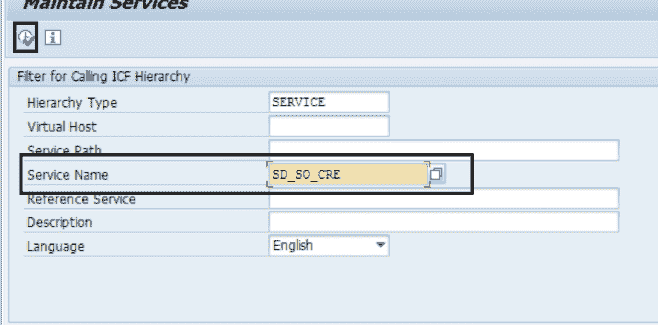 Maintain Services
Filter for Calling ICF Hierarchy
Hierarchy Type SERVICE
Virtual Host
Service Path
Service Name SD_SO_CRE
Reference Service
Description
Language English